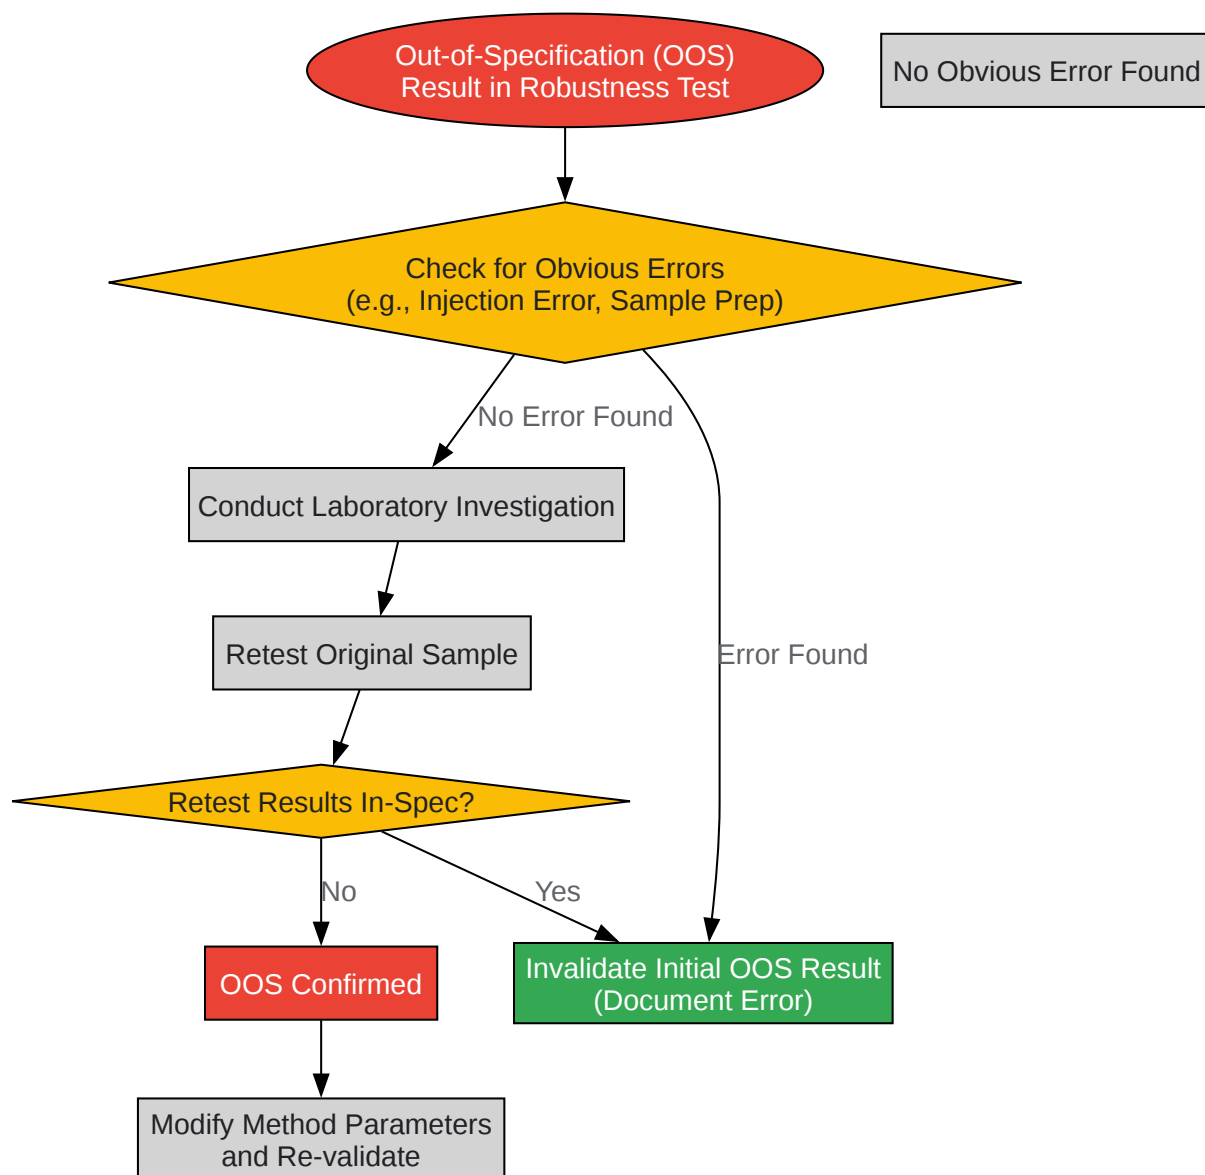 Out-of-Specification (OOS)
Result in Robustness Test
No Obvious Error Found
Check for Obvious Errors
(e.g., Injection Error, Sample Prep)
No Error Found
Conduct Laboratory Investigation
Retest Original Sample
Error Found
Retest Results In-Spec?
No
Yes
OOS Confirmed
Invalidate Initial OOS Result
(Document Error)
Modify Method Parameters
and Re-validate